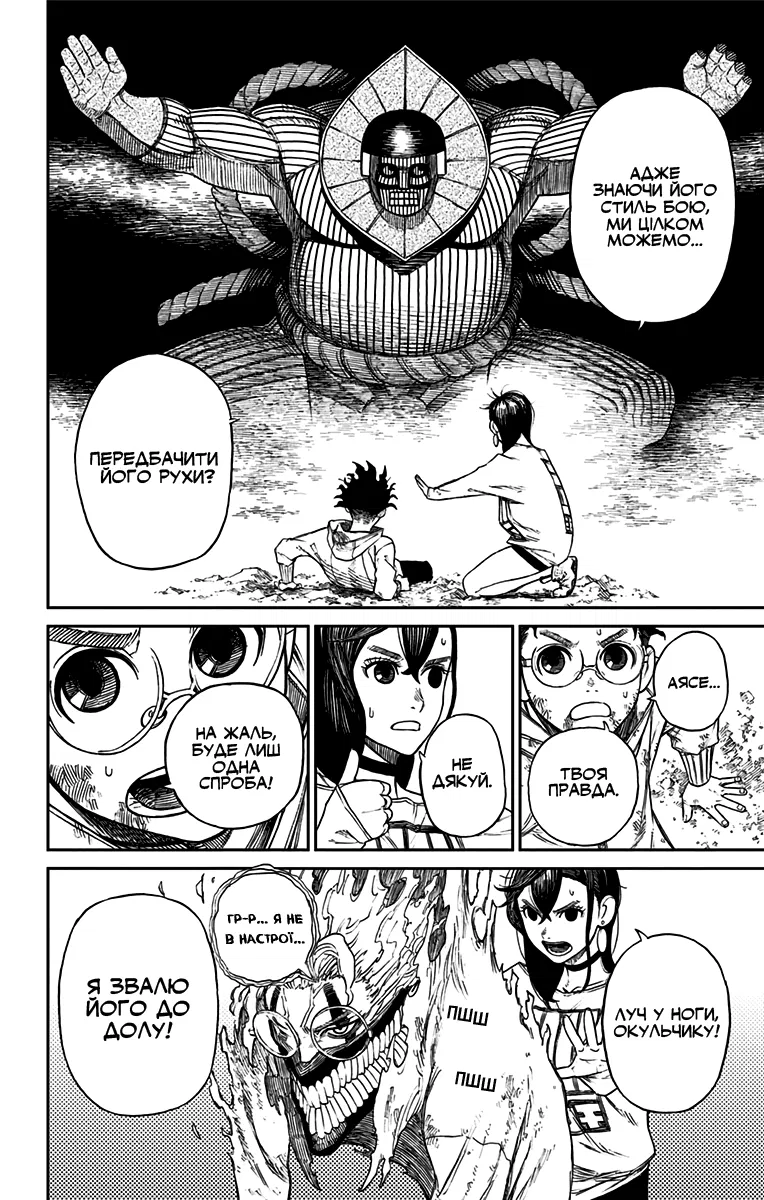 АДЖЕ
ЗНАЮЧИ ЙОГО
СТИЛЬ БОЮ,
МИ ЦІЛКОМ
МОЖЕМО...
ПЕРЕДБАЧИТИ
ЙОГО РУХИ?
АЯСЕ...
ТВОЯ
ПРАВДА.
НЕ
ДЯКУЙ.
НА ЖАЛЬ,
БУДЕ ЛИШ
ОДНА
СПРОБА!
ЛУЧ У НОГИ,
ОКУЛЬЧИКУ!
ПШШ
ПШШ
ГР-Р... Я НЕ
В НАСТРОЇ...
Я ЗВАЛЮ
ЙОГО ДО
ДОЛУ!